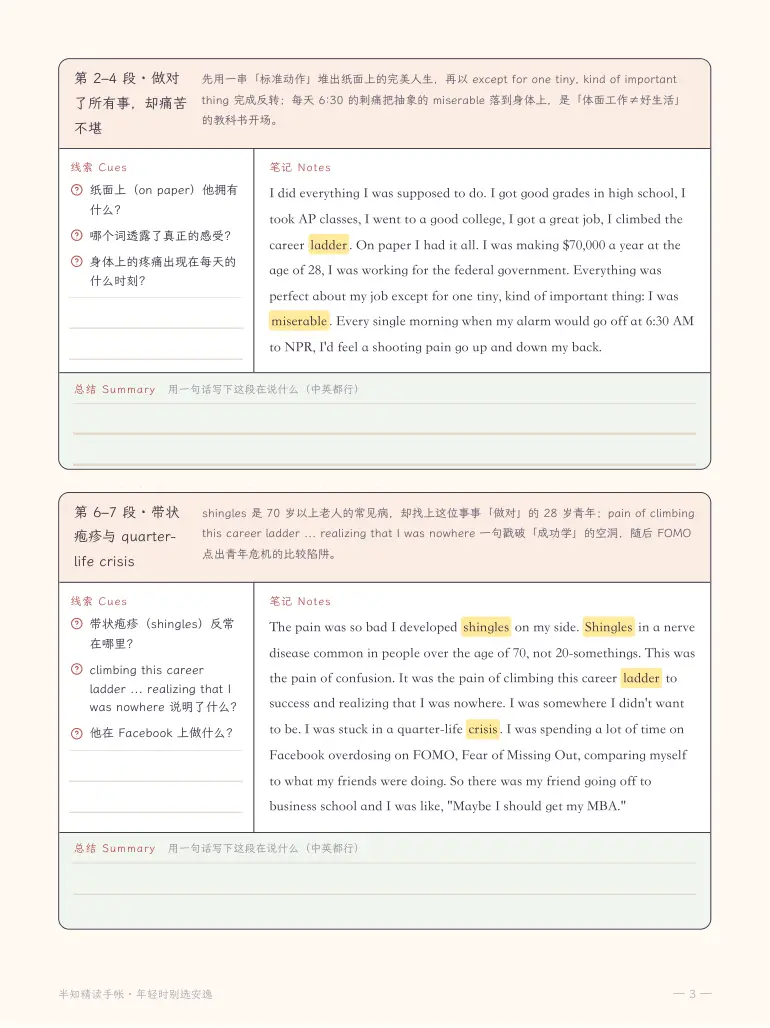 第 2–4 段・做对
了所有事，却痛苦
不堪
先用一串「标准动作」堆出纸面上的完美人生，再以 except for one tiny, kind of important
thing 完成反转；每天 6:30 的刺痛把抽象的 miserable 落到身体上，是「体面工作≠好生活」
的教科书开场。
线索 Cues
纸面上（on paper）他拥有
什么？
哪个词透露了真正的感受？
身体上的疼痛出现在每天的
什么时刻？
笔记 Notes
I did everything I was supposed to do. I got good grades in high school, I
took AP classes, I went to a good college, I got a great job, I climbed the
career ladder. On paper I had it all. I was making $70,000 a year at the
age of 28, I was working for the federal government. Everything was
perfect about my job except for one tiny, kind of important thing: I was
miserable. Every single morning when my alarm would go off at 6:30 AM
to NPR, I'd feel a shooting pain go up and down my back.
总结 Summary 用一句话写下这段在说什么（中英都行）
第 6–7 段・带状
疱疹与 quarter-
life crisis
shingles 是 70 岁以上老人的常见病，却找上这位事事「做对」的 28 岁青年；pain of climbing
this career ladder … realizing that I was nowhere 一句戳破「成功学」的空洞，随后 FOMO
点出青年危机的比较陷阱。
线索 Cues
带状疱疹（shingles）反常
在哪里？
climbing this career
ladder … realizing that I
was nowhere 说明了什么？
他在 Facebook 上做什么？
笔记 Notes
The pain was so bad I developed shingles on my side. Shingles in a nerve
disease common in people over the age of 70, not 20-somethings. This was
the pain of confusion. It was the pain of climbing this career ladder to
success and realizing that I was nowhere. I was somewhere I didn't want
to be. I was stuck in a quarter-life crisis. I was spending a lot of time on
Facebook overdosing on FOMO, Fear of Missing Out, comparing myself
to what my friends were doing. So there was my friend going off to
business school and I was like, "Maybe I should get my MBA."
总结 Summary 用一句话写下这段在说什么（中英都行）
半知精读手帐・年轻时别选安逸
— 3 —